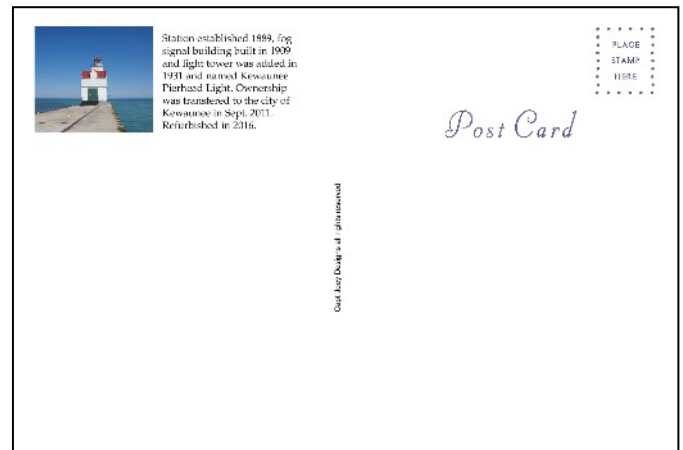 Station established 1889, fog
signal building built in 1909
and light tower was added in
1931 and named Kewaunee
Pierhead Light. Ownership
was transfered to the city of
Kewaunee in Sept. 2011.
Refurbished in 2016.
PLACE
STAMP
HERE
Post Card
Capt Joey Designs all rights reserved